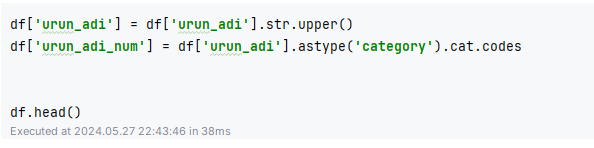 df['urun_adi'] = df['urun_adi'].str.upper()
df['urun_adi_num'] = df['urun_adi'].astype('category').cat.codes
df.head()
Executed at 2024.05.27 22:43:46 in 38ms